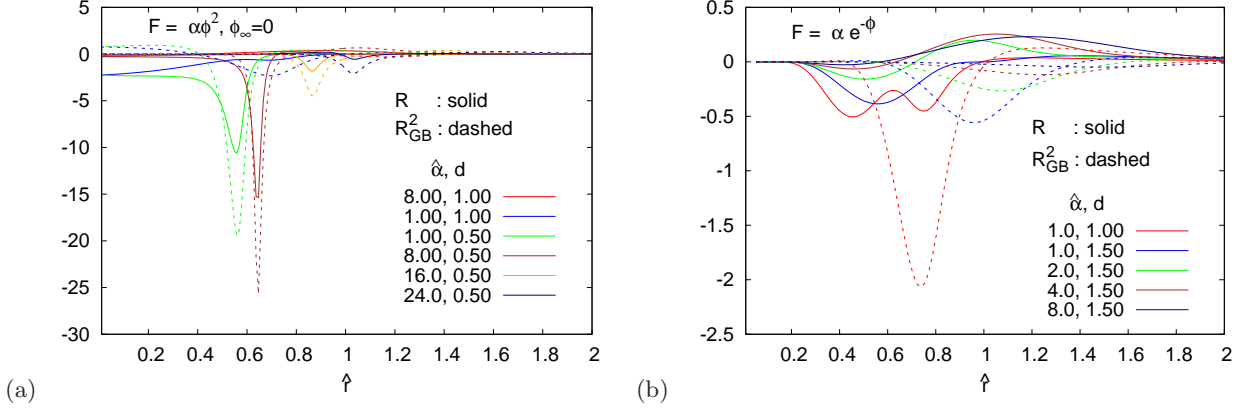 F = αϕ², ϕ∞=0
5
0
-5
-10
-15
-20
-25
-30
R : solid
R²GB : dashed
α̂, d
8.00, 1.00
1.00, 1.00
1.00, 0.50
8.00, 0.50
16.0, 0.50
24.0, 0.50
0.2 0.4 0.6 0.8 1 1.2 1.4 1.6 1.8 2
r̂
(a)
F = α e⁻ᵠ
0.5
0
-0.5
-1
-1.5
-2
-2.5
R : solid
R²GB : dashed
α̂, d
1.0, 1.00
1.0, 1.50
2.0, 1.50
4.0, 1.50
8.0, 1.50
0.2 0.4 0.6 0.8 1 1.2 1.4 1.6 1.8 2
r̂
(b)